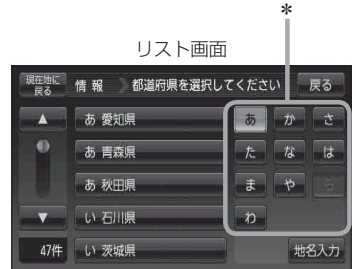 *
リスト画面
現在地に
戻る
情報
都道府県を選択してください
戻る
▲
あ 愛知県
あ 青森県
あ 秋田県
い 石川県
い 茨城県
▼
47件
あ か さ
た な は
ま や ら
わ
地名入力